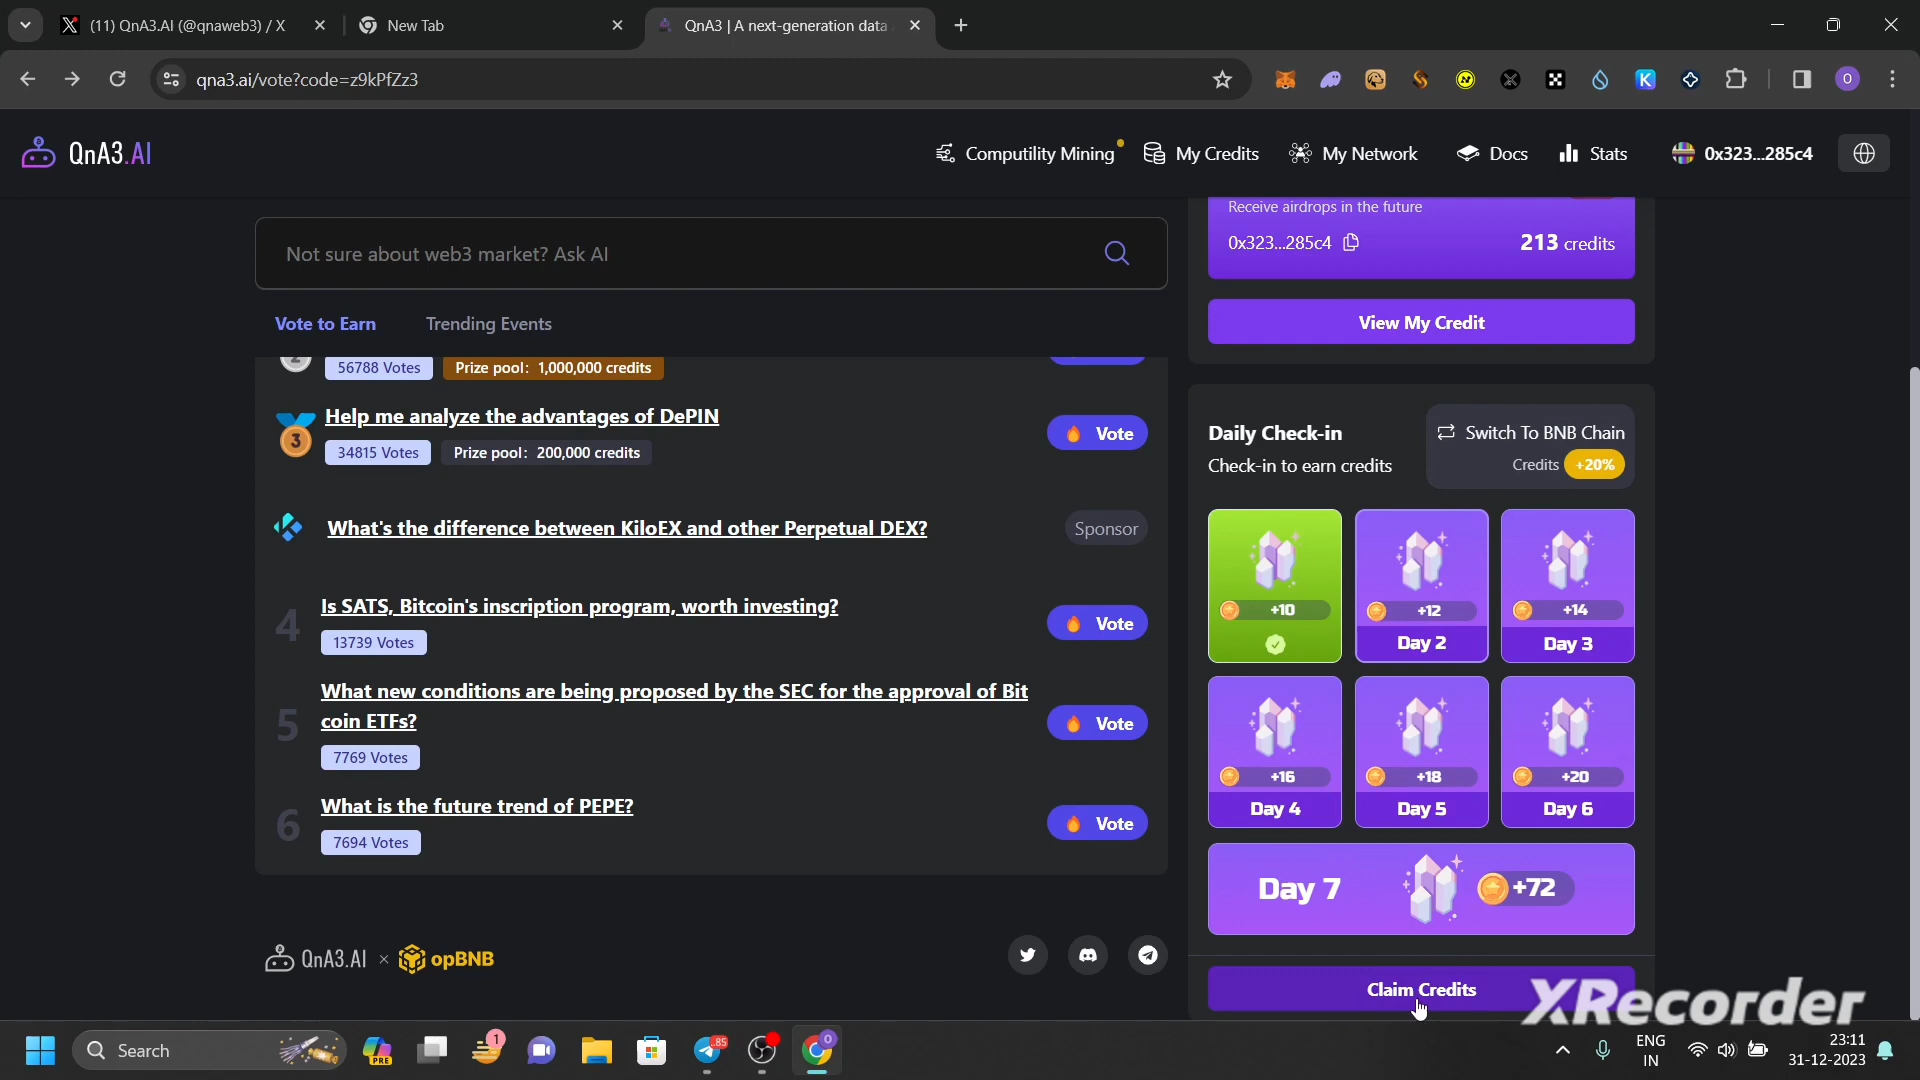 (11) QnA3.AI (@qnaweb3) / X
New Tab
QnA3 | A next-generation data
qna3.ai/vote?code=z9kPfZz3
O
QnA3.AI
Computility Mining
My Credits
My Network
Docs
Stats
0x323...285c4
Not sure about web3 market? Ask AI
Vote to Earn
Trending Events
2
56788 Votes
Prize pool: 1,000,000 credits
3
Help me analyze the advantages of DePIN
34815 Votes
Prize pool: 200,000 credits
Vote
What's the difference between KiloEX and other Perpetual DEX?
Sponsor
4
Is SATS, Bitcoin's inscription program, worth investing?
13739 Votes
Vote
5
What new conditions are being proposed by the SEC for the approval of Bit
coin ETFs?
7769 Votes
Vote
6
What is the future trend of PEPE?
7694 Votes
Vote
QnA3.AI × opBNB
Receive airdrops in the future
0x323...285c4
213 credits
View My Credit
Daily Check-in
Check-in to earn credits
Switch To BNB Chain
Credits +20%
+10
+12
Day 2
+14
Day 3
+16
Day 4
+18
Day 5
+20
Day 6
Day 7
+72
Claim Credits
XRecorder
Search
PRE
1
85
O
ENG
IN
23:11
31-12-2023